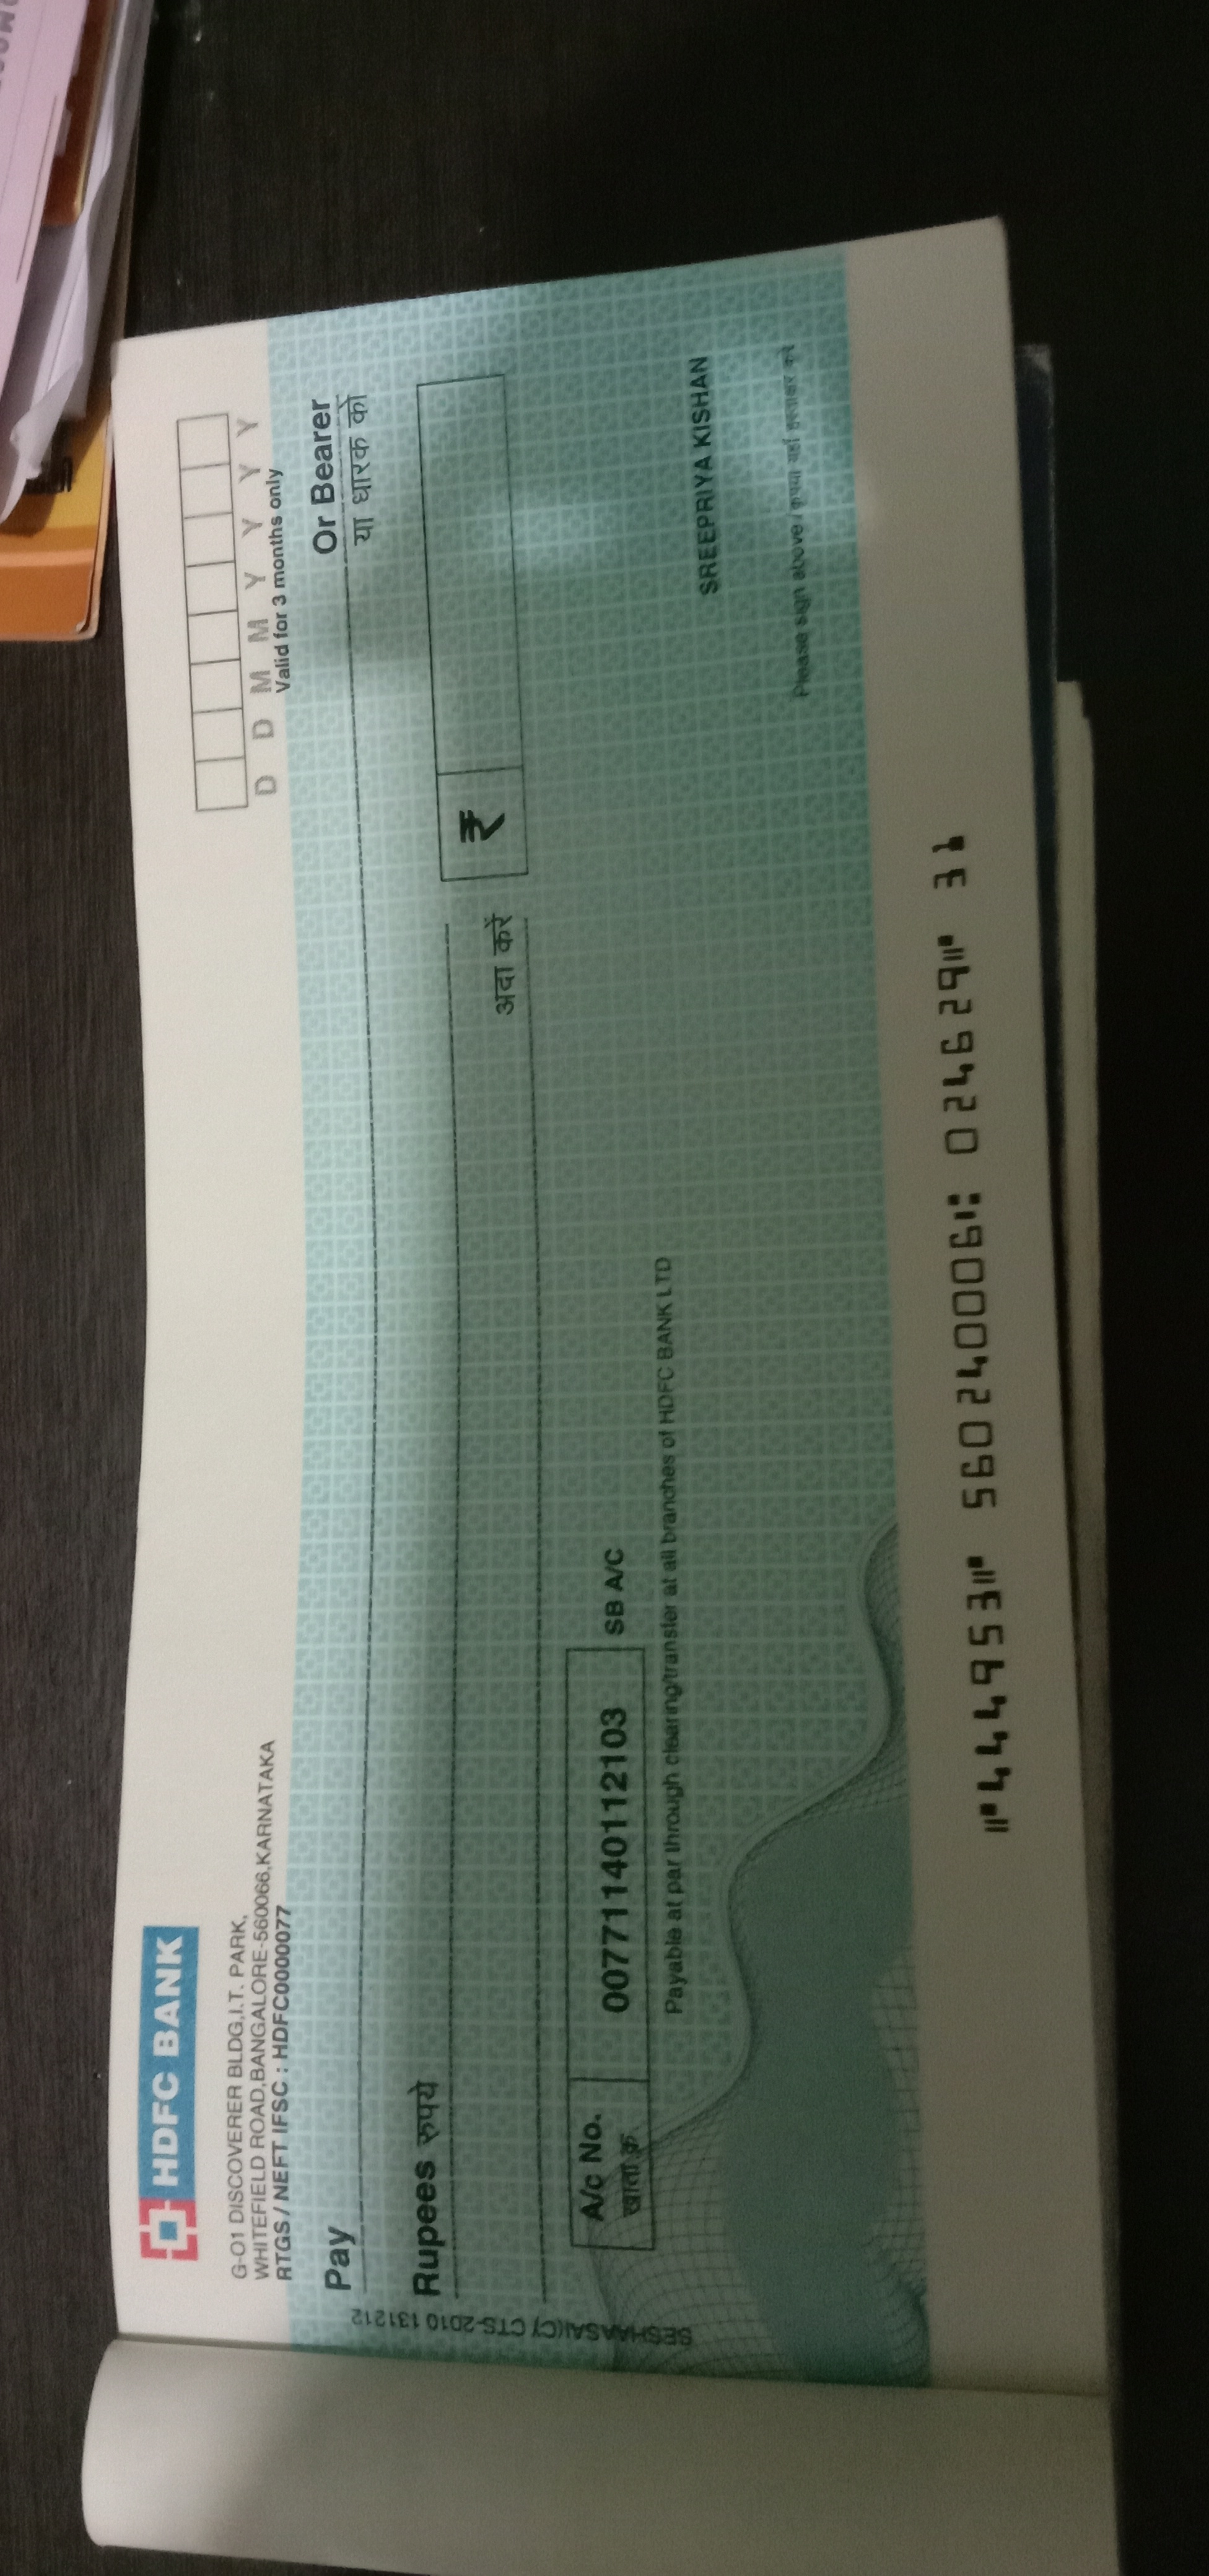 HDFC BANK
G-01 DISCOVERER BLDG,I.T. PARK,
WHITEFIELD ROAD,BANGALORE-560066,KARNATAKA
RTGS / NEFT IFSC : HDFC0000077
D D M M Y Y Y Y
Valid for 3 months only
Pay
Or Bearer
या धारक को
Rupees रुपये
अदा करें
₹
A/c No.
खाता क्र.
00771140112103
SB A/C
Payable at par through clearing/transfer at all branches of HDFC BANK LTD
SREEPRIYA KISHAN
Please sign above / कृपया यहाँ हस्ताक्षर करें
SESHAASAI(C) CTS-2010 131212
⑈444953⑈ 560240006⑆ 024629⑈ 31